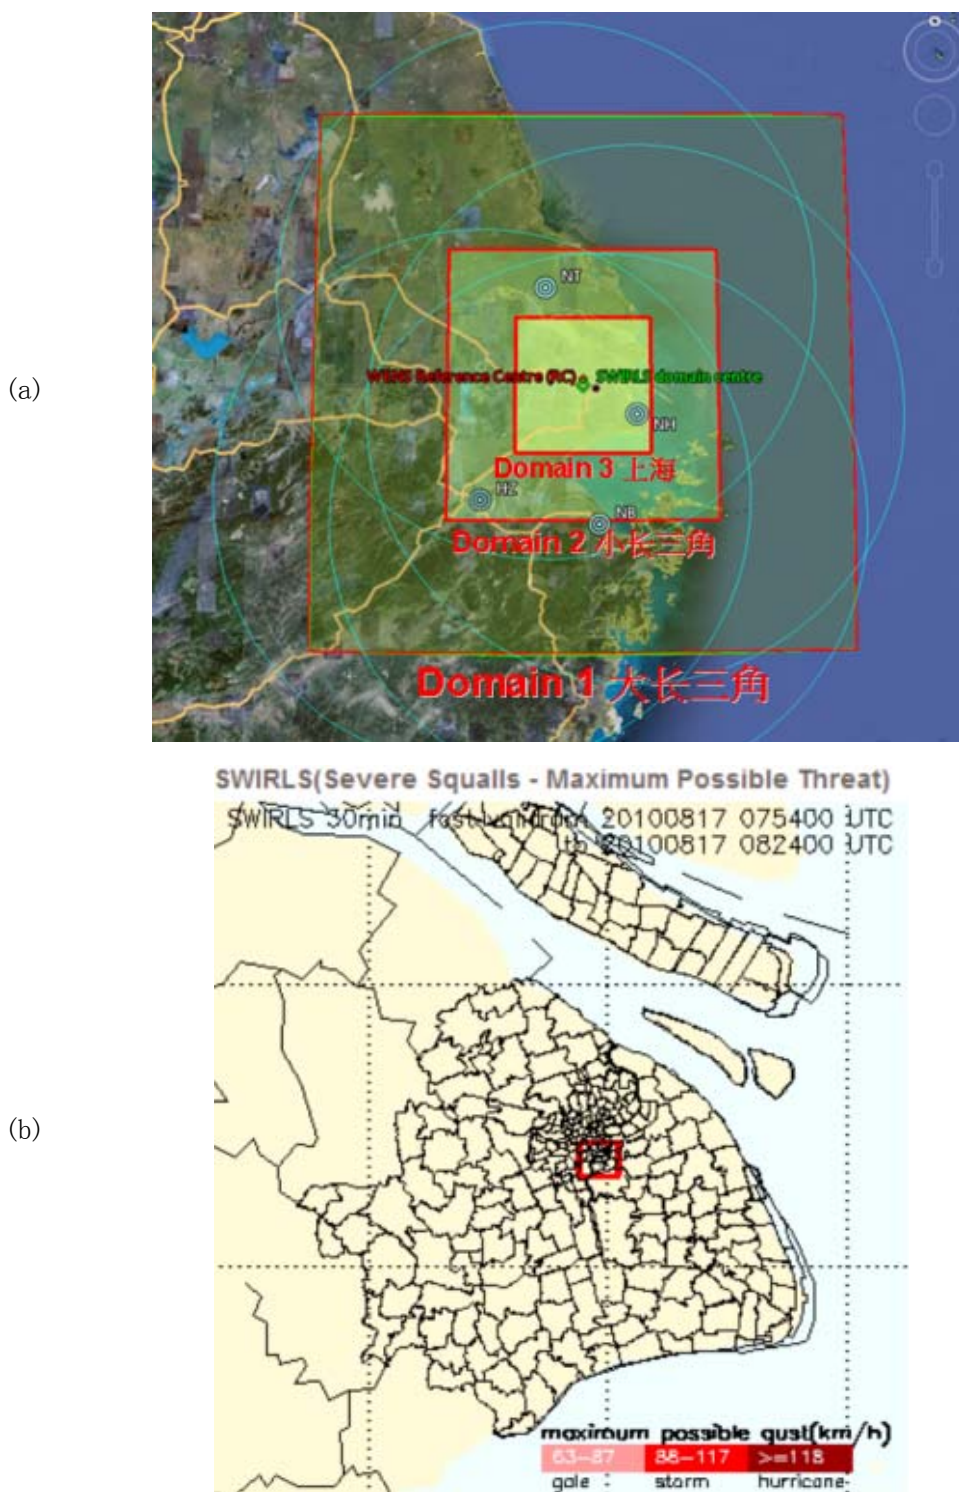 (a)
NT
WENS Reference Centre (RC) SWIRLS domain centre
NH
Domain 3 上海
HZ
NB
Domain 2 小长三角
Domain 1 大长三角
SWIRLS(Severe Squalls - Maximum Possible Threat)
SWIRLS 30min 20100817 075400 UTC
to 20100817 082400 UTC
(b)
maximum possible gust(km/h)
63-87 88-117 >=118
gale storm hurricane